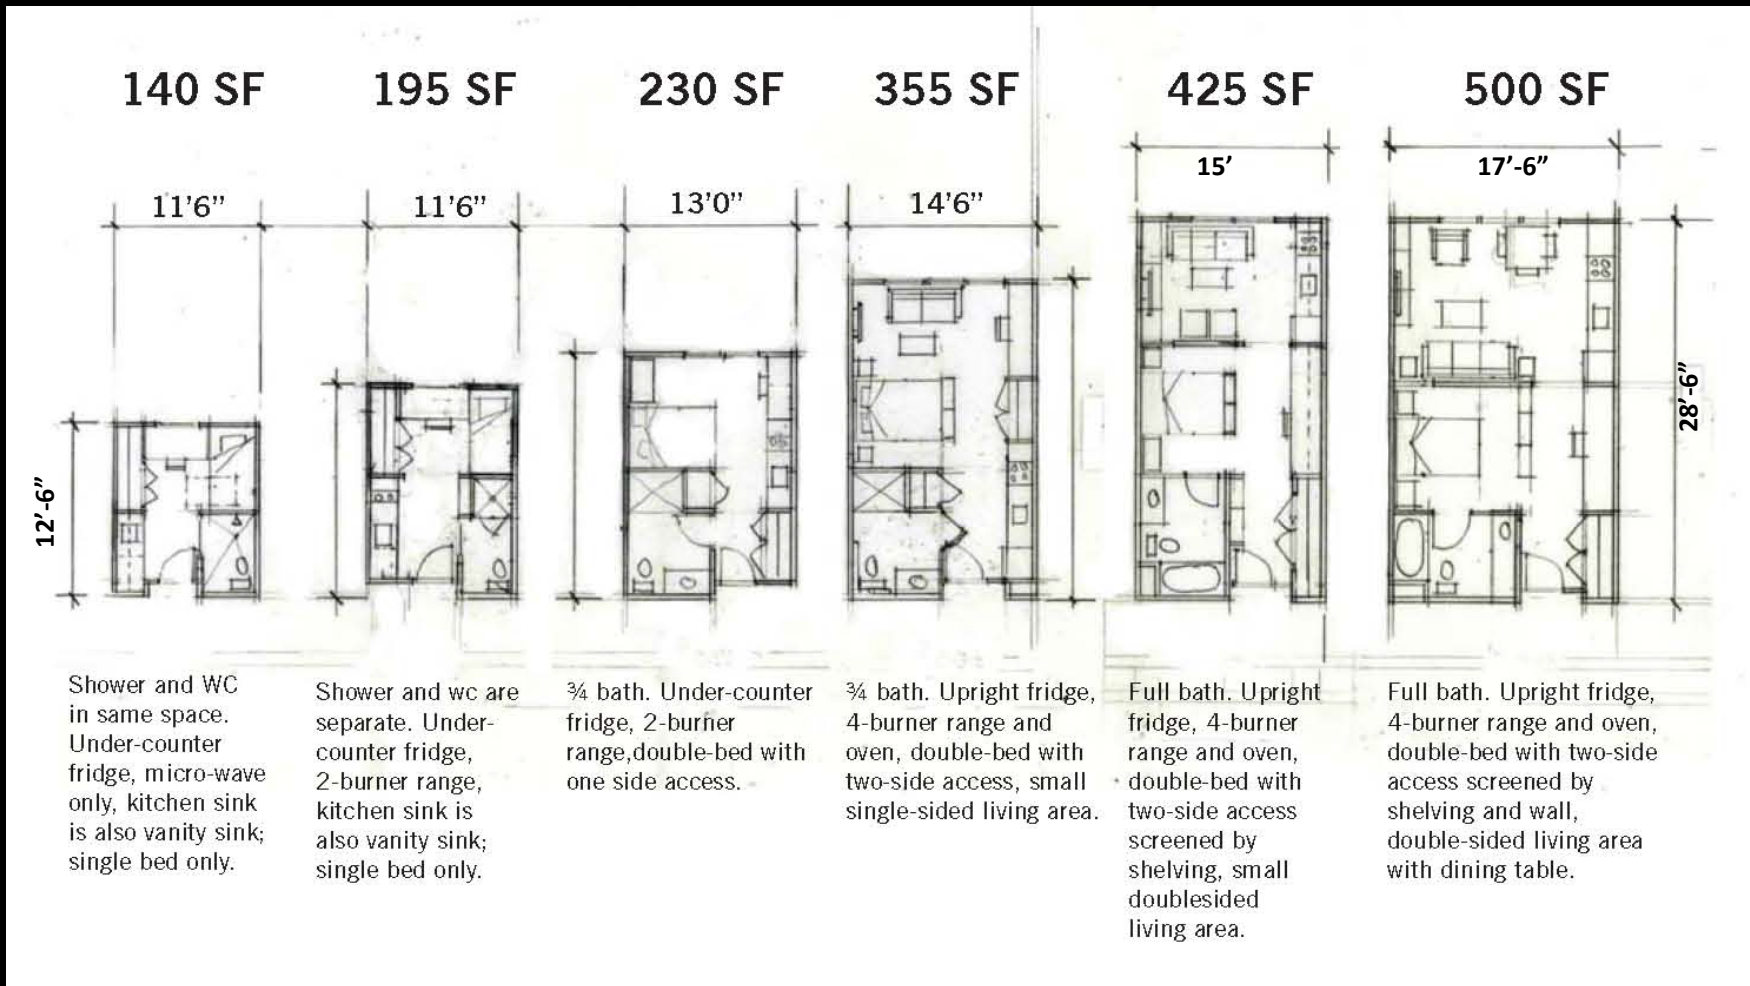 140 SF
195 SF
230 SF
355 SF
425 SF
500 SF
11'6”
11'6”
13'0”
14'6”
15'
17'-6”
12'-6”
28'-6”
Shower and WC
in same space.
Under-counter
fridge, micro-wave
only, kitchen sink
is also vanity sink;
single bed only.
Shower and wc are
separate. Under-
counter fridge,
2-burner range,
kitchen sink is
also vanity sink;
single bed only.
¾ bath. Under-counter
fridge, 2-burner
range,double-bed with
one side access.
¾ bath. Upright fridge,
4-burner range and
oven, double-bed with
two-side access, small
single-sided living area.
Full bath. Upright
fridge, 4-burner
range and oven,
double-bed with
two-side access
screened by
shelving, small
doublesided
living area.
Full bath. Upright fridge,
4-burner range and oven,
double-bed with two-side
access screened by
shelving and wall,
double-sided living area
with dining table.